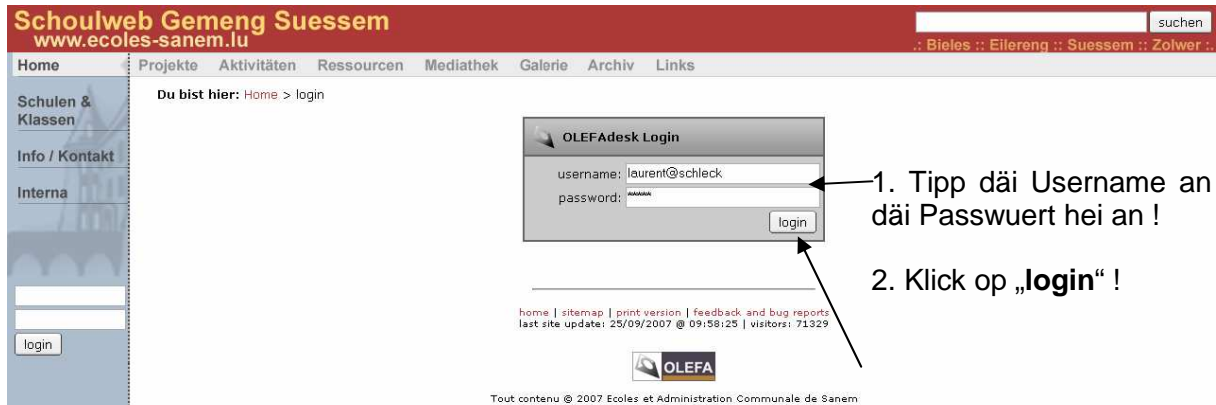 Schoulweb Gemeng Suessem
www.ecoles-sanem.lu
suchen
.: Bieles :: Eilereng :: Suessem :: Zolwer :.
Home Projekte Aktivitäten Ressourcen Mediathek Galerie Archiv Links
Schulen &
Klassen
Info / Kontakt
Interna
login
Du bist hier: Home > login
OLEFAdesk Login
username: laurent@schleck
password: *****
login
1. Tipp däi Username an
däi Passwuert hei an !
2. Klick op „login“ !
home | sitemap | print version | feedback and bug reports
last site update: 25/09/2007 @ 09:58:25 | visitors: 71329
OLEFA
Tout contenu © 2007 Ecoles et Administration Communale de Sanem